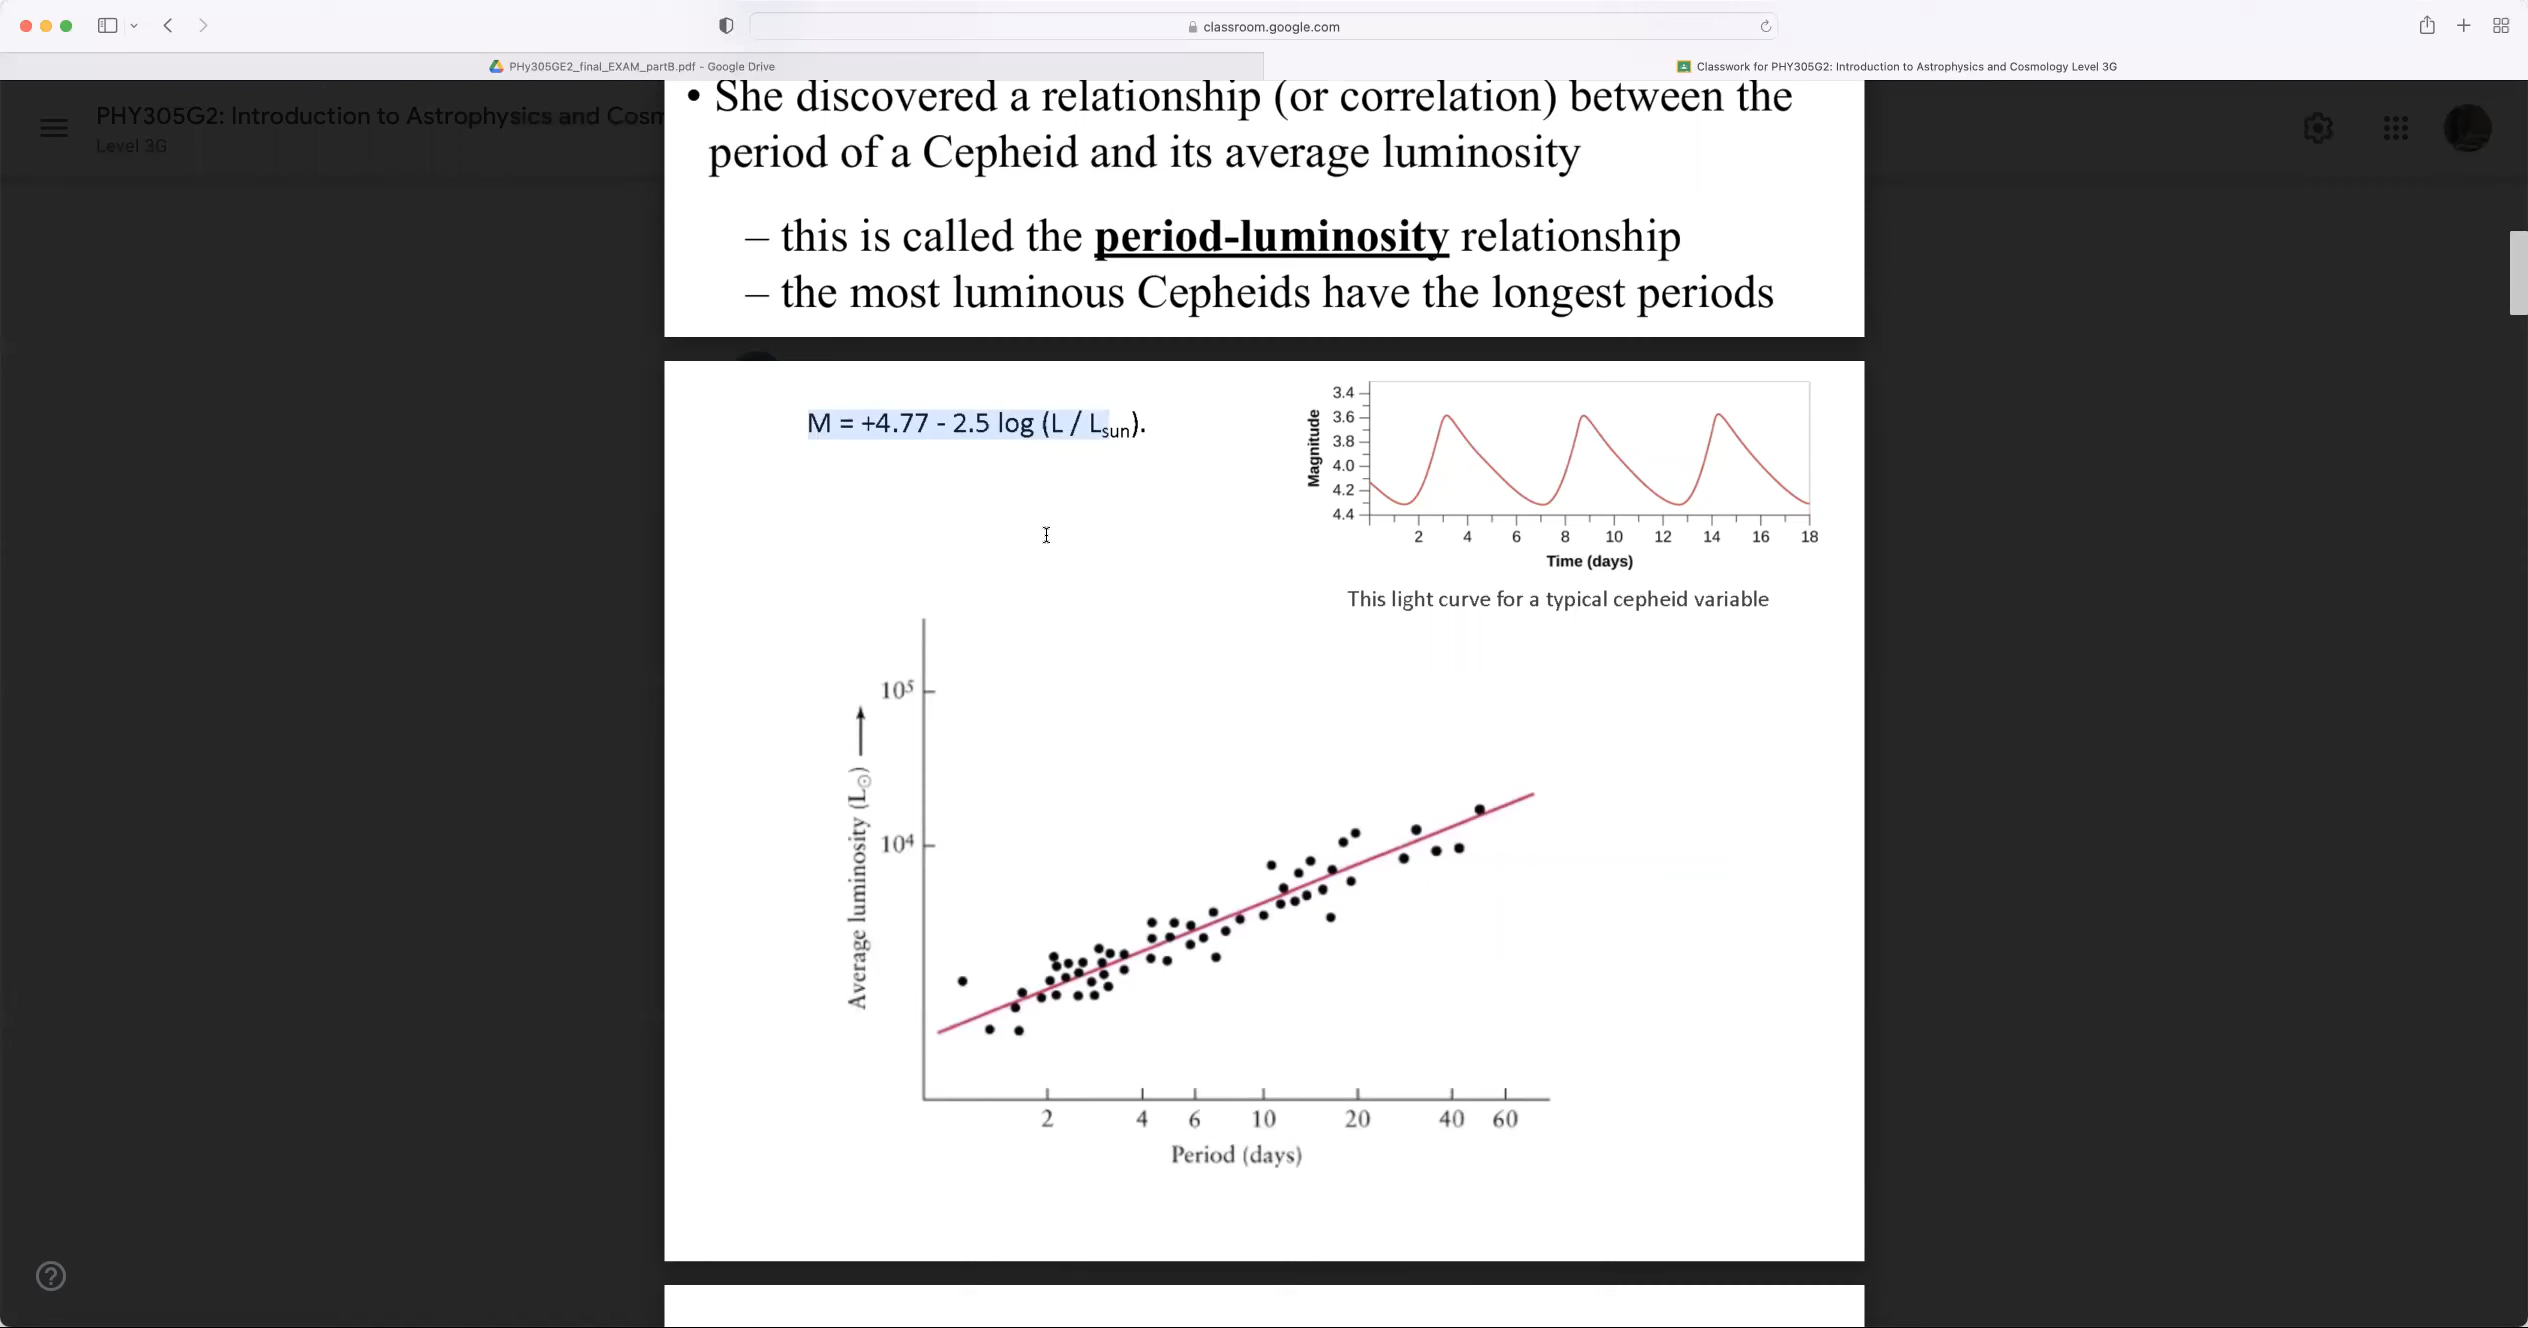 classroom.google.com
PHy305GE2_final_EXAM_partB.pdf - Google Drive
Classwork for PHY305G2: Introduction to Astrophysics and Cosmology Level 3G
PHY305G2: Introduction to Astrophysics and Cosm
Level 3G
• She discovered a relationship (or correlation) between the
period of a Cepheid and its average luminosity
– this is called the period-luminosity relationship
– the most luminous Cepheids have the longest periods
M = +4.77 - 2.5 log (L / Lsun).
Magnitude
3.4
3.6
3.8
4.0
4.2
4.4
2 4 6 8 10 12 14 16 18
Time (days)
This light curve for a typical cepheid variable
Average luminosity (L☉)
10⁵
10⁴
2 4 6 10 20 40 60
Period (days)